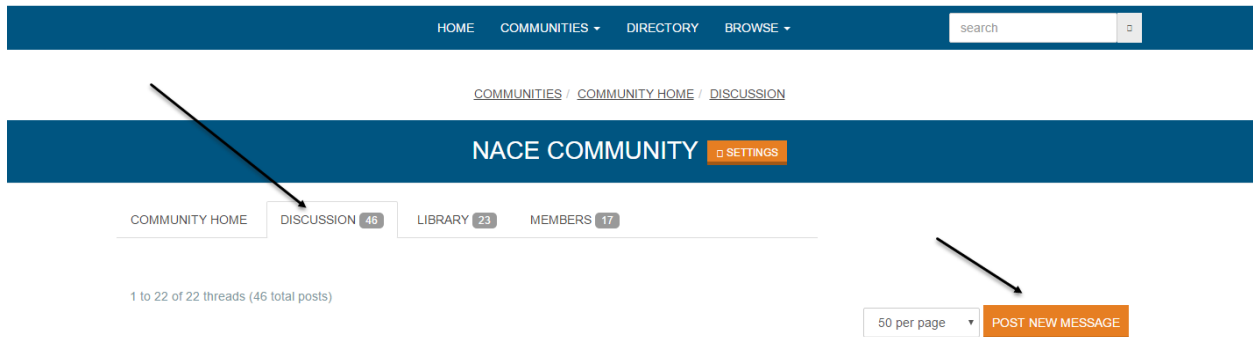 HOME COMMUNITIES DIRECTORY BROWSE search
COMMUNITIES / COMMUNITY HOME / DISCUSSION
NACE COMMUNITY SETTINGS
COMMUNITY HOME DISCUSSION 46 LIBRARY 23 MEMBERS 17
1 to 22 of 22 threads (46 total posts)
50 per page POST NEW MESSAGE